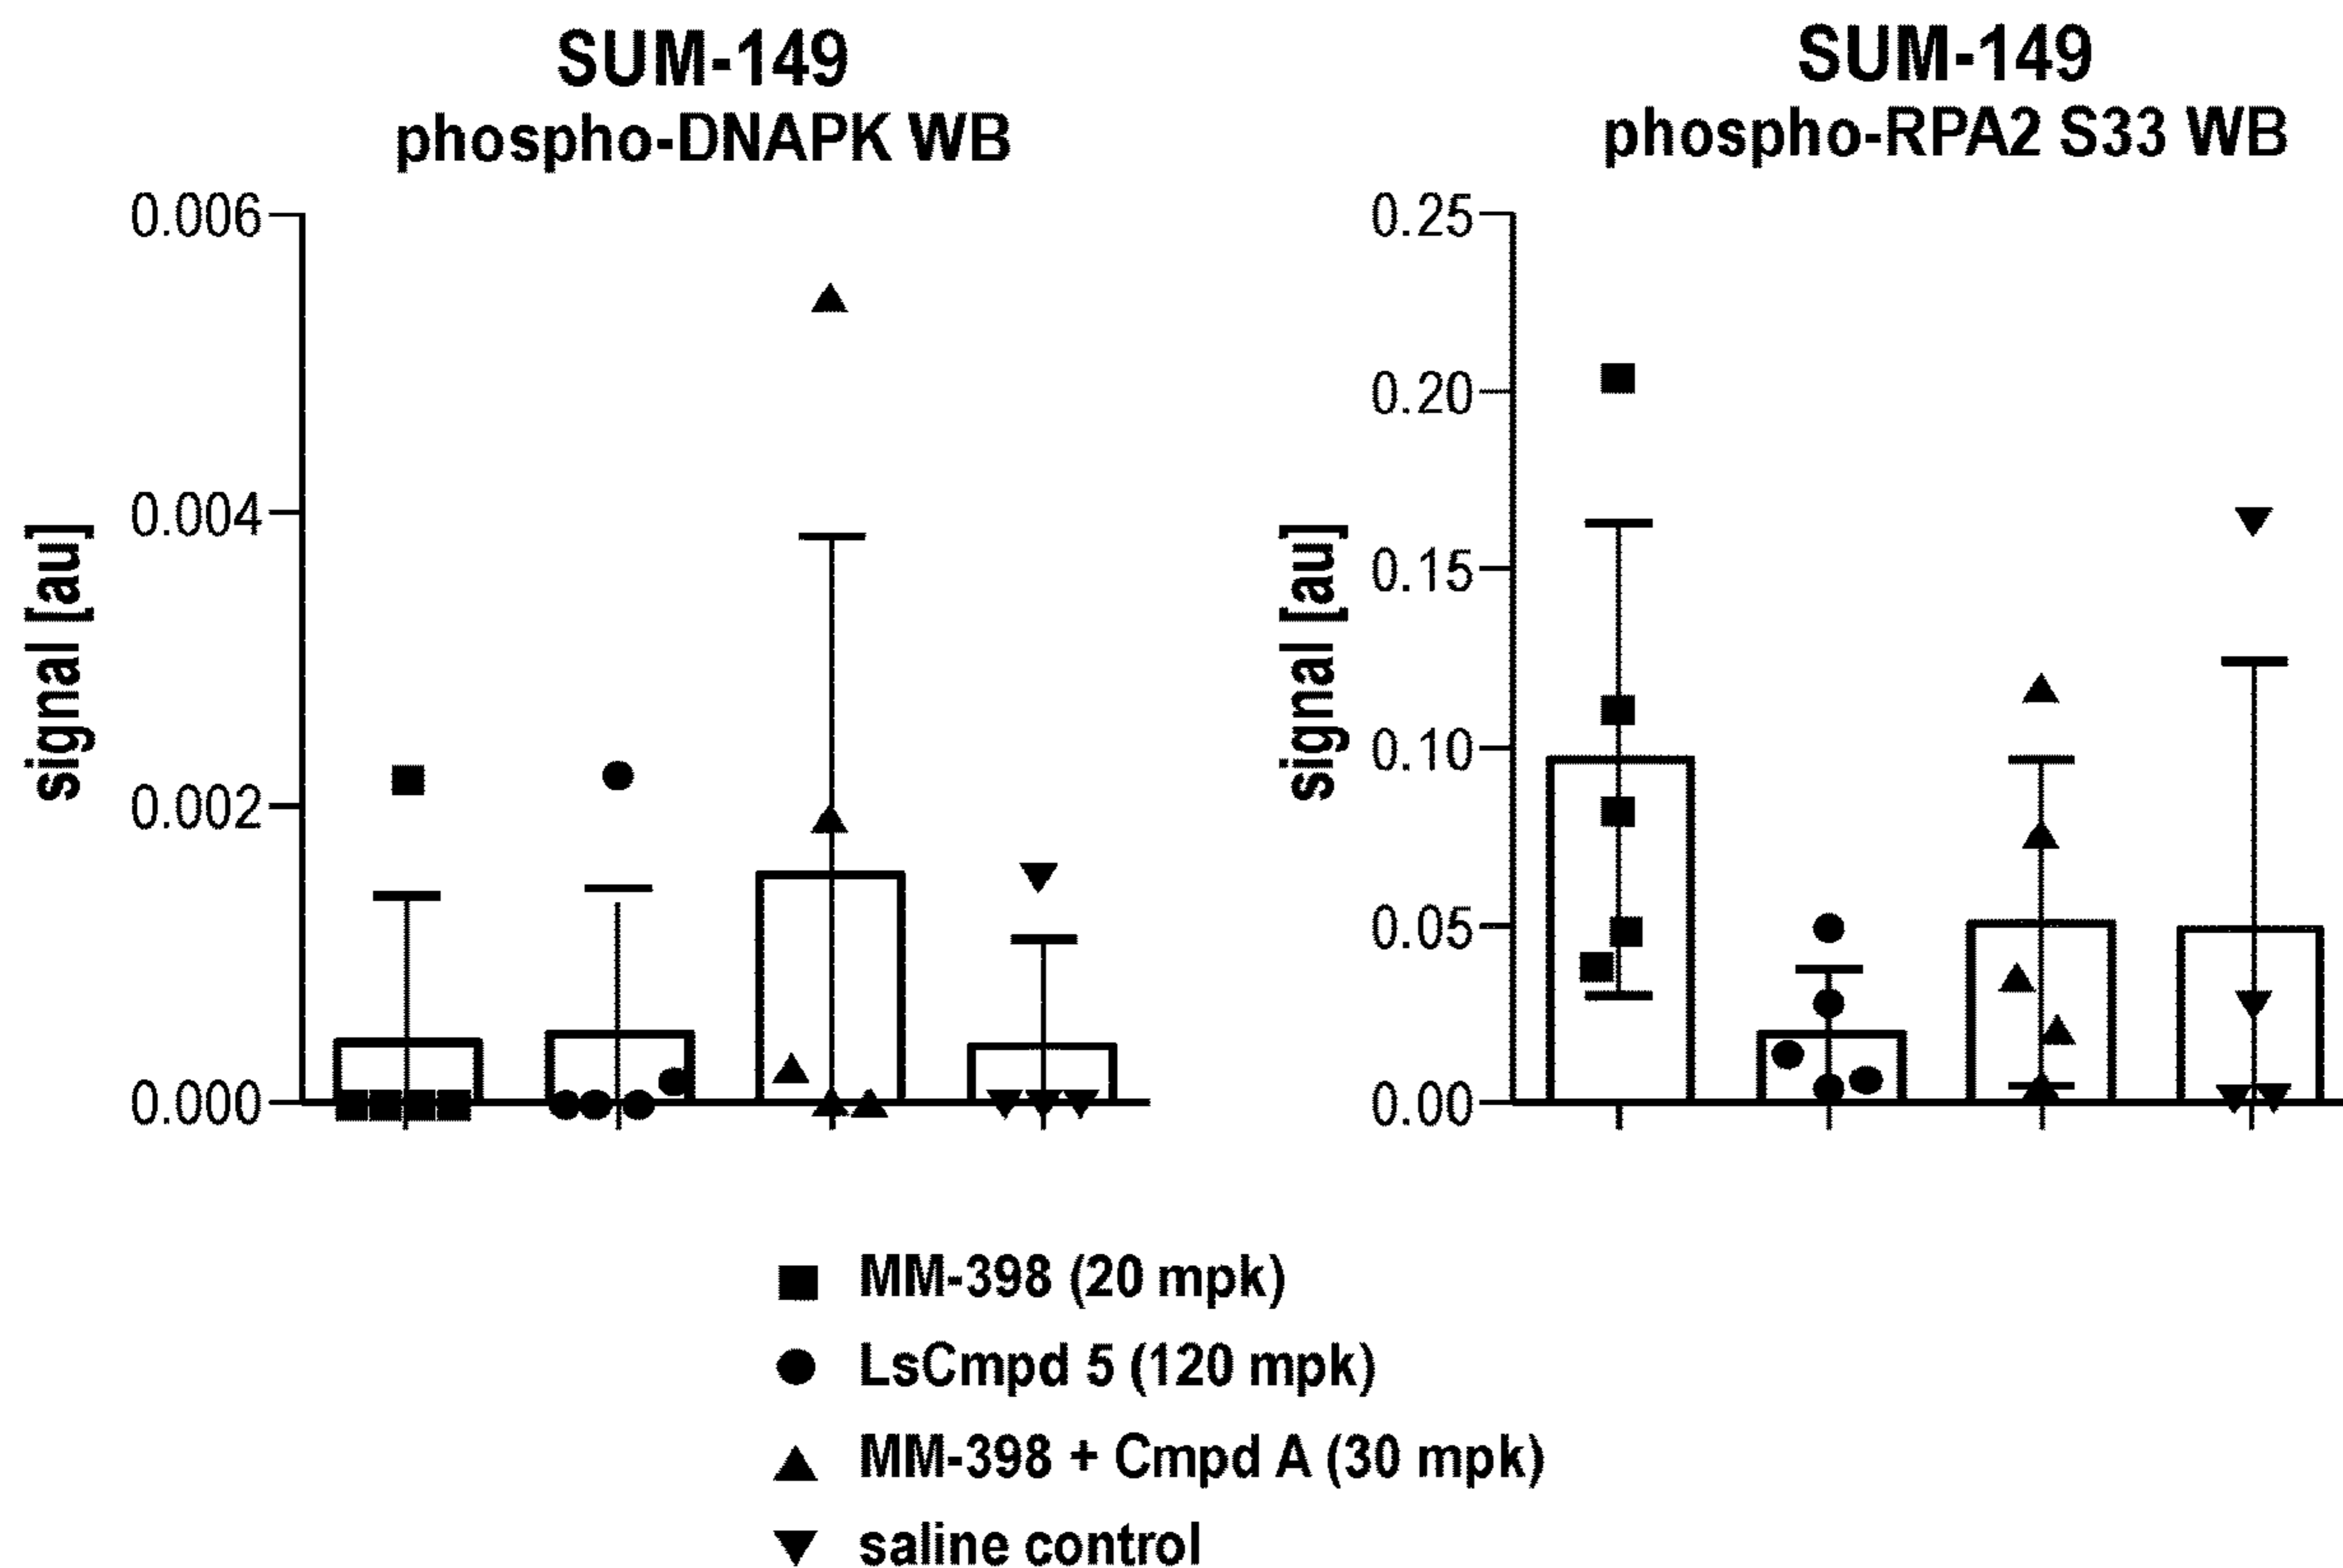 SUM-149
phospho-DNAPK WB
signal [au]
0.006
0.004
0.002
0.000
SUM-149
phospho-RPA2 S33 WB
signal [au]
0.25
0.20
0.15
0.10
0.05
0.00
MM-398 (20 mpk)
LsCmpd 5 (120 mpk)
MM-398 + Cmpd A (30 mpk)
saline control